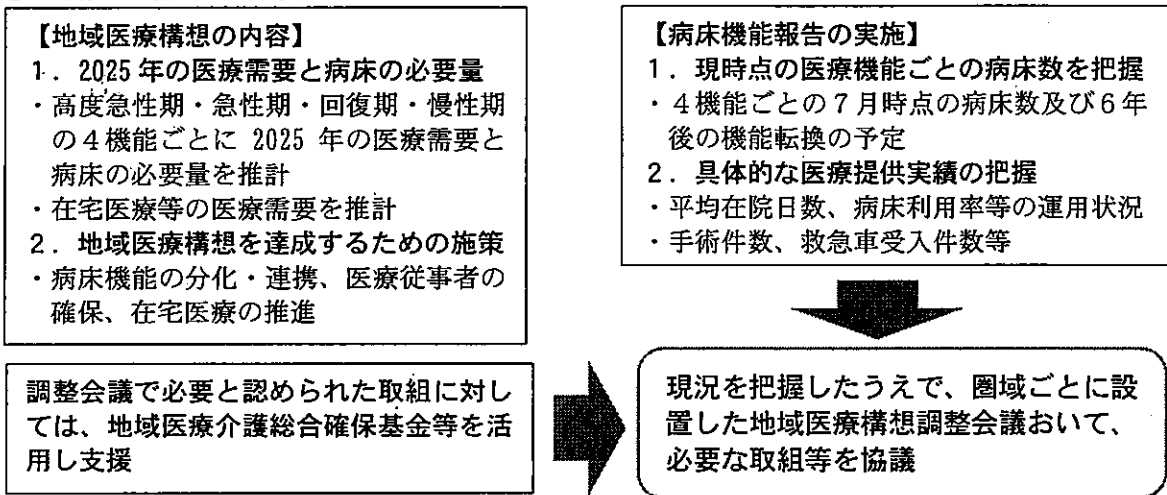 【地域医療構想の内容】
1．2025年の医療需要と病床の必要量
・高度急性期・急性期・回復期・慢性期
の4機能ごとに 2025 年の医療需要と
病床の必要量を推計
・在宅医療等の医療需要を推計
2．地域医療構想を達成するための施策
・病床機能の分化・連携、医療従事者の
確保、在宅医療の推進
【病床機能報告の実施】
1．現時点の医療機能ごとの病床数を把握
・4機能ごとの7月時点の病床数及び6年
後の機能転換の予定
2．具体的な医療提供実績の把握
・平均在院日数、病床利用率等の運用状況
・手術件数、救急車受入件数等
調整会議で必要と認められた取組に対し
ては、地域医療介護総合確保基金等を活
用し支援
現況を把握したうえで、圏域ごとに設
置した地域医療構想調整会議おいて、
必要な取組等を協議